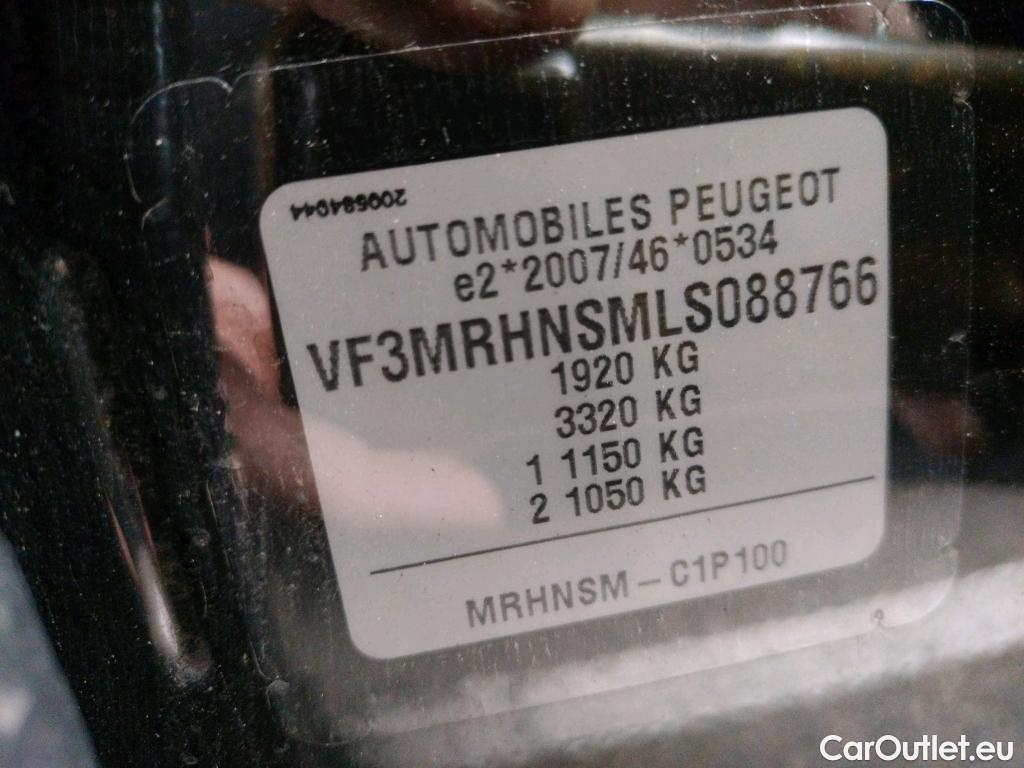 200684044
AUTOMOBILES PEUGEOT
e2*2007/46*0534
VF3MRHNSMLS088766
1920 KG
3320 KG
1 1150 KG
2 1050 KG
MRHNSM-C1P100
CarOutlet.eu